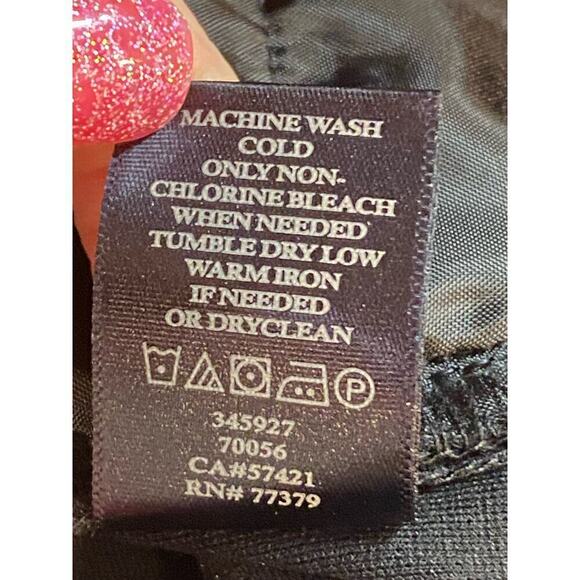 MACHINE WASH
COLD
ONLY NON-
CHLORINE BLEACH
WHEN NEEDED
TUMBLE DRY LOW
WARM IRON
IF NEEDED
OR DRYCLEAN
P
345927
70056
CA#57421
RN# 77379